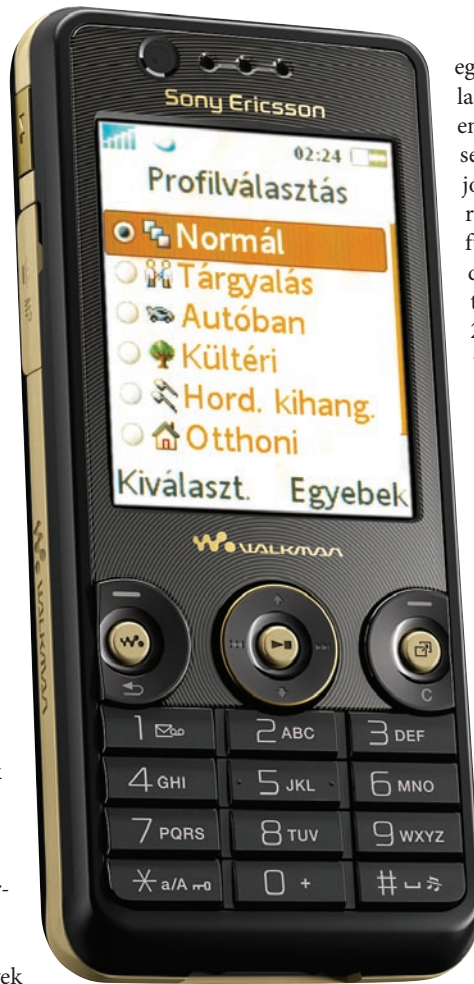 Sony Ericsson
02:24
Profilválasztás
Normál
Tárgyalás
Autóban
Kültéri
Hord. kihang.
Otthoni
Kiválaszt. Egyebek
W WALKMAN
WALKMAN
C
1 2 ABC 3 DEF
4 GHI 5 JKL 6 MNO
7 PQRS 8 TUV 9 WXYZ
* a/A 0 + #